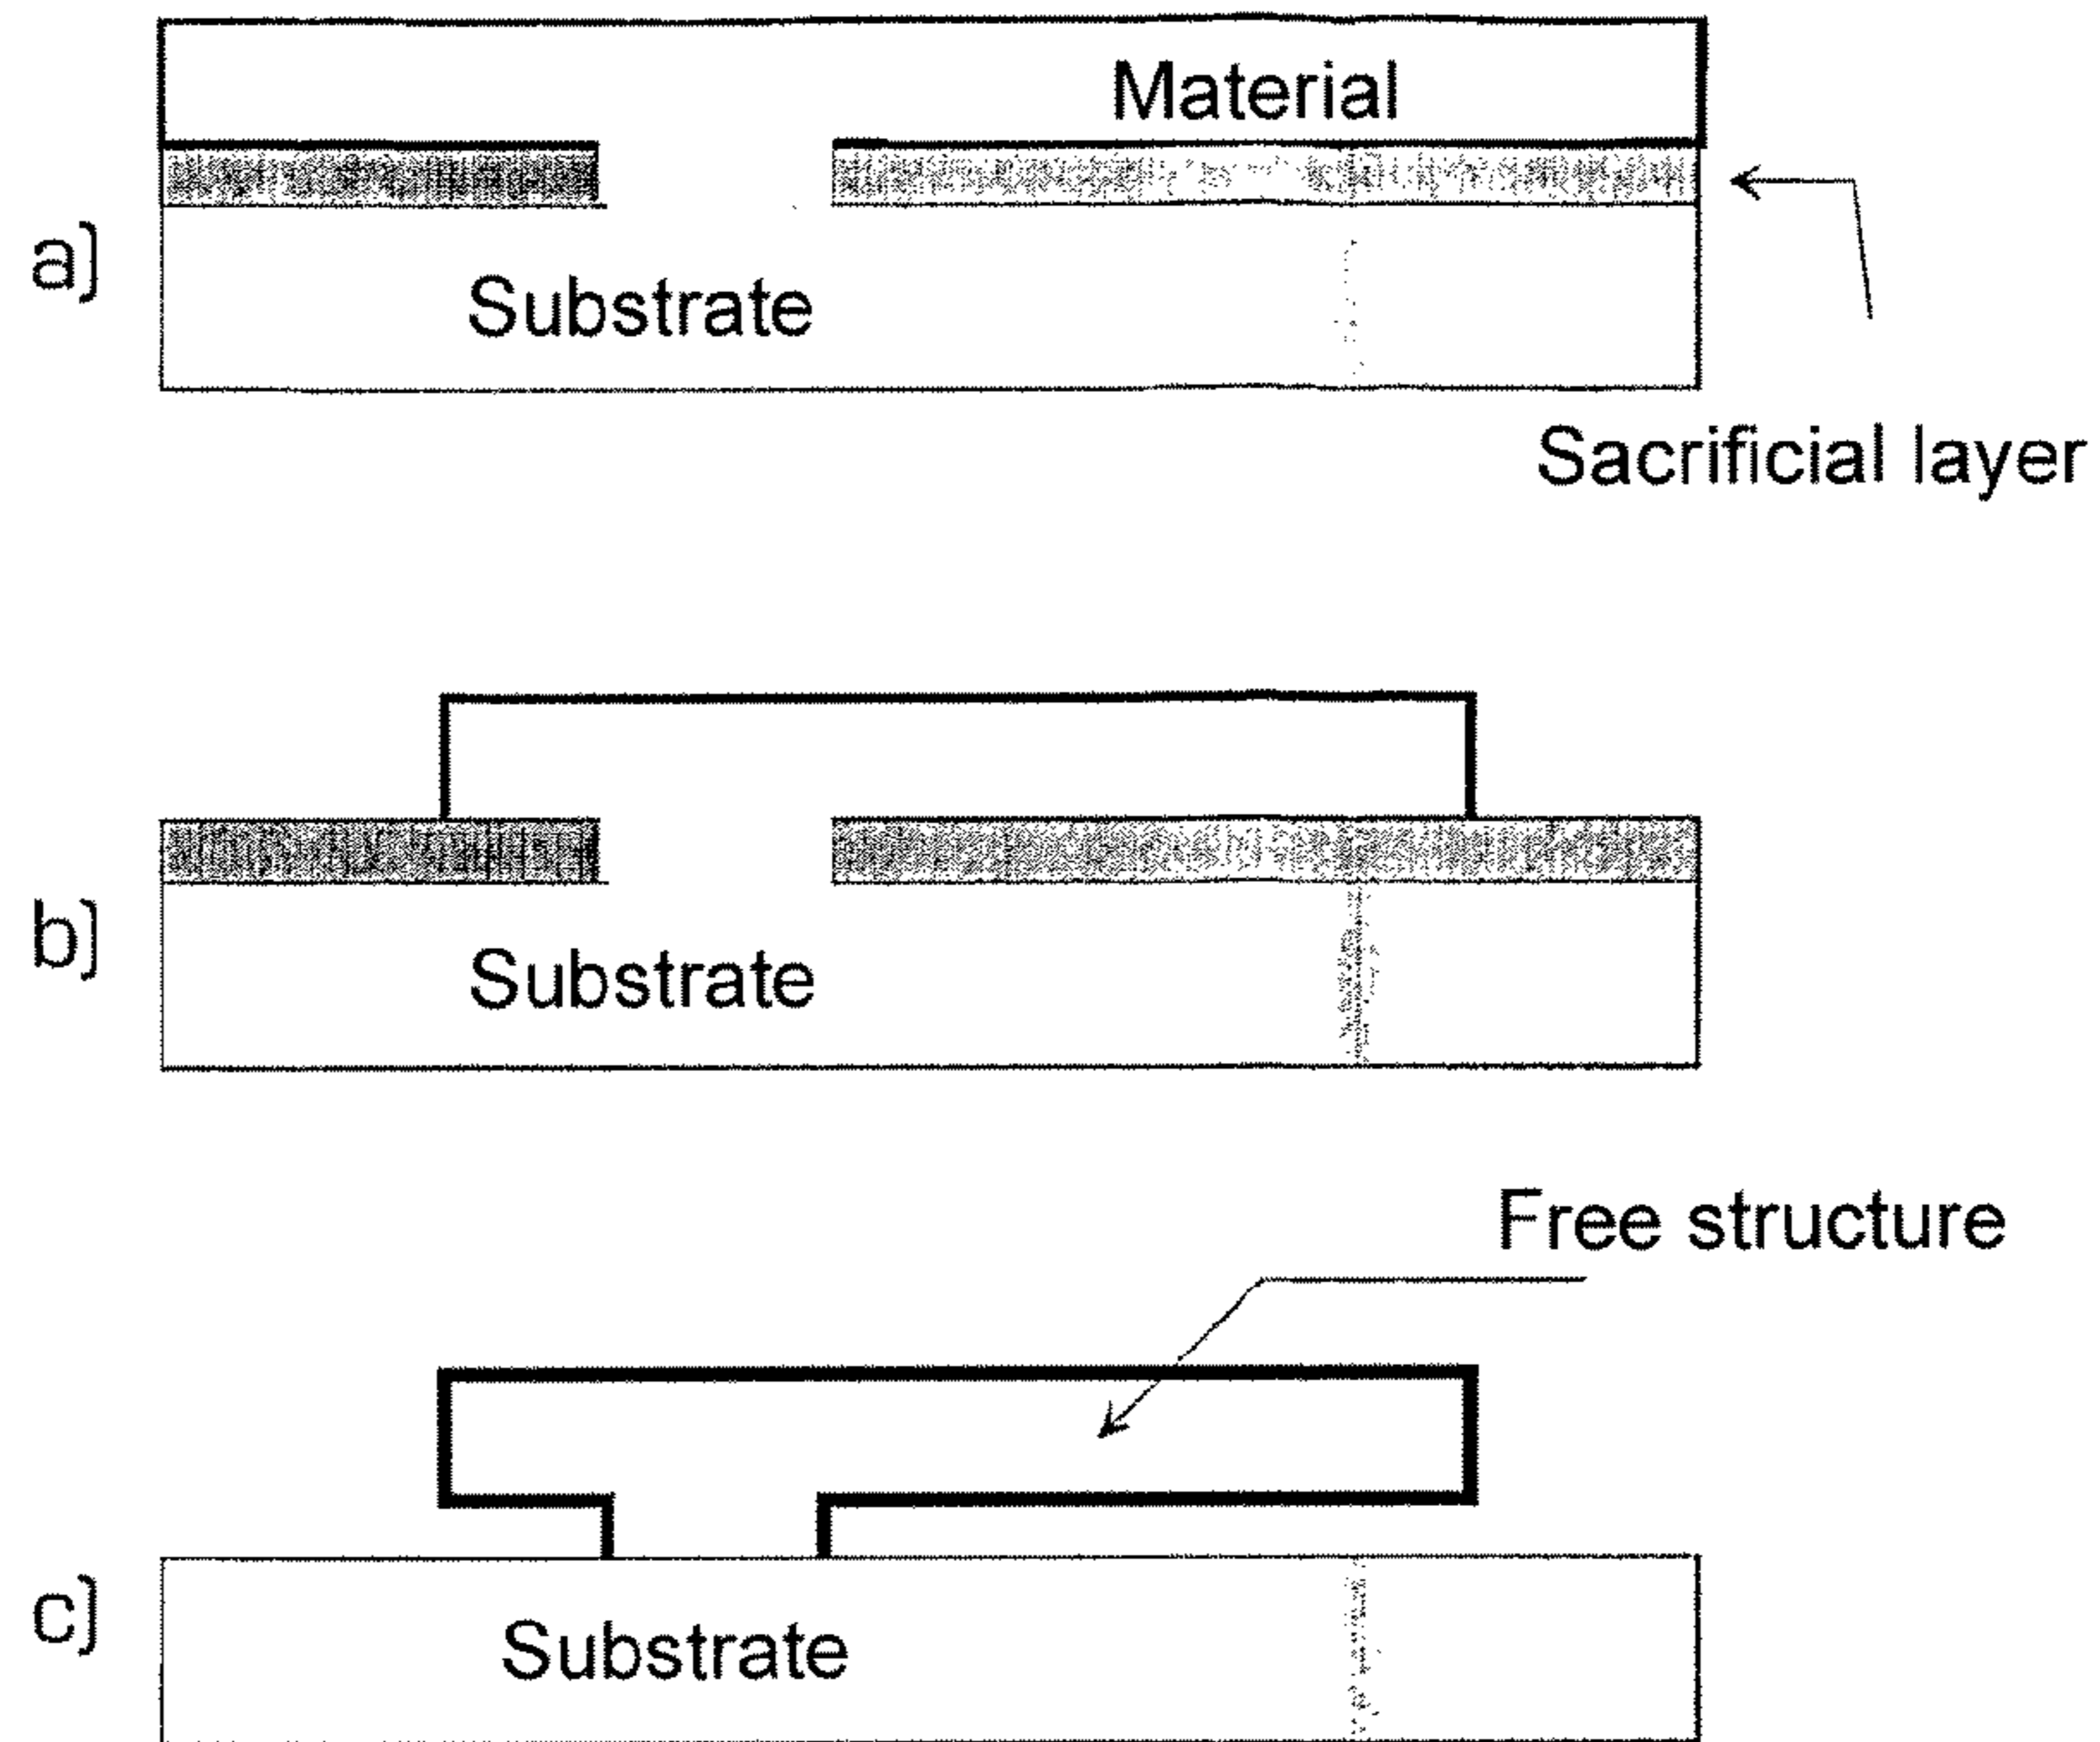 Material
a)
Substrate
Sacrificial layer
b)
Substrate
Free structure
c)
Substrate